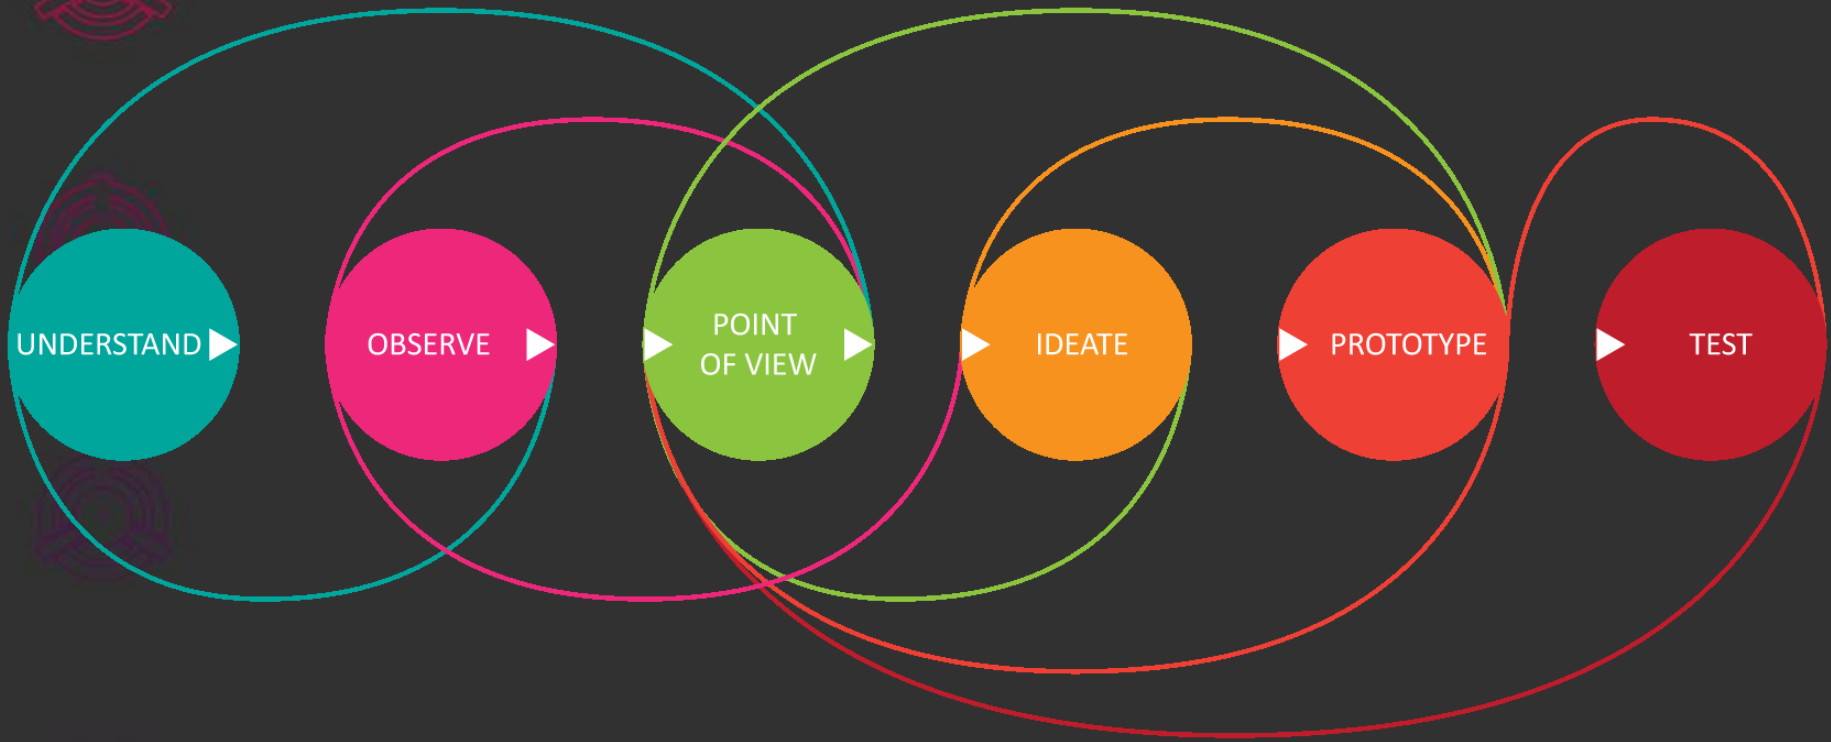 UNDERSTAND
OBSERVE
POINT
OF VIEW
IDEATE
PROTOTYPE
TEST